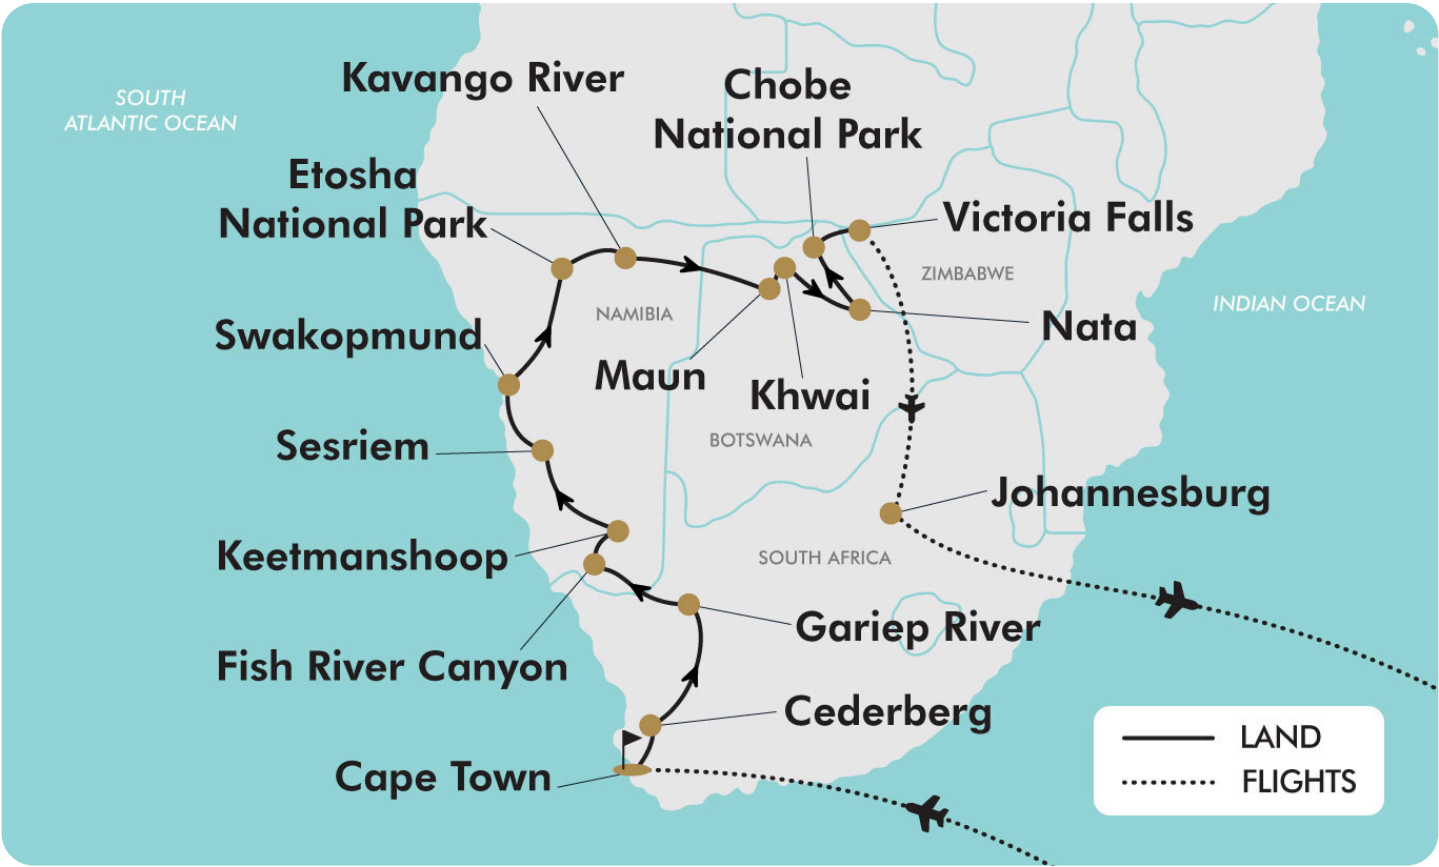 Kavango River
Chobe
National Park
SOUTH
ATLANTIC OCEAN
Etosha
National Park
Victoria Falls
ZIMBABWE
INDIAN OCEAN
NAMIBIA
Swakopmund
Nata
Maun
Khwai
BOTSWANA
Sesriem
Johannesburg
Keetmanshoop
SOUTH AFRICA
Gariep River
Fish River Canyon
Cederberg
LAND
Cape Town
FLIGHTS